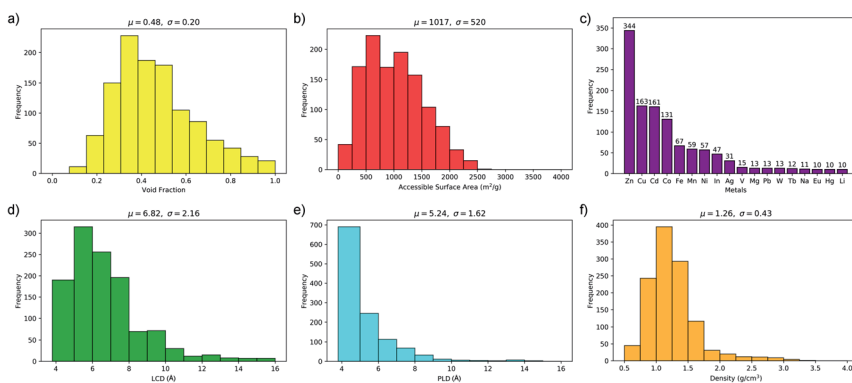 a)
μ = 0.48, σ = 0.20
Frequency
200
150
100
50
0
0.0 0.2 0.4 0.6 0.8 1.0
Void Fraction
b)
μ = 1017, σ = 520
Frequency
200
150
100
50
0
0 500 1000 1500 2000 2500 3000 3500 4000
Accessible Surface Area (m²/g)
c)
Frequency
350
300
250
200
150
100
50
0
344 163 161 131 67 59 57 47 31 15 13 13 13 12 11 10 10 10
Zn Cu Cd Co Fe Mn Ni In Ag V Mg Pb W Tb Na Eu Hg Li
Metals
d)
μ = 6.82, σ = 2.16
Frequency
300
250
200
150
100
50
0
4 6 8 10 12 14 16
LCD (Å)
e)
μ = 5.24, σ = 1.62
Frequency
700
600
500
400
300
200
100
0
4 6 8 10 12 14 16
PLD (Å)
f)
μ = 1.26, σ = 0.43
Frequency
400
350
300
250
200
150
100
50
0
0.5 1.0 1.5 2.0 2.5 3.0 3.5 4.0
Density (g/cm³)